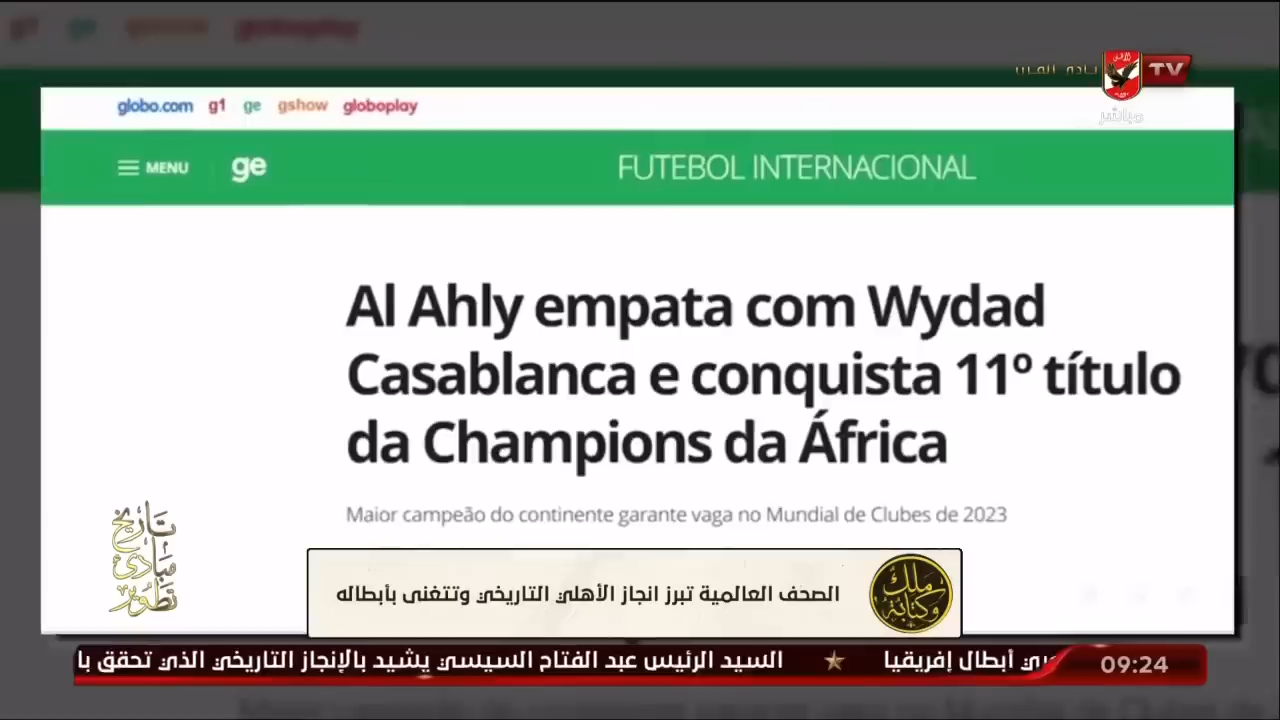 نادي القرن
TV
مباشر
globo.com g1 ge gshow globoplay
MENU ge FUTEBOL INTERNACIONAL
Al Ahly empata com Wydad
Casablanca e conquista 11º título
da Champions da África
Maior campeão do continente garante vaga no Mundial de Clubes de 2023
تاريخ
مبادئ
تطوير
ملك
وكتابة
الصحف العالمية تبرز انجاز الأهلي التاريخي وتتغنى بأبطاله
أبطال إفريقيا ★ السيد الرئيس عبد الفتاح السيسي يشيد بالإنجاز التاريخي الذي تحقق با
09:24